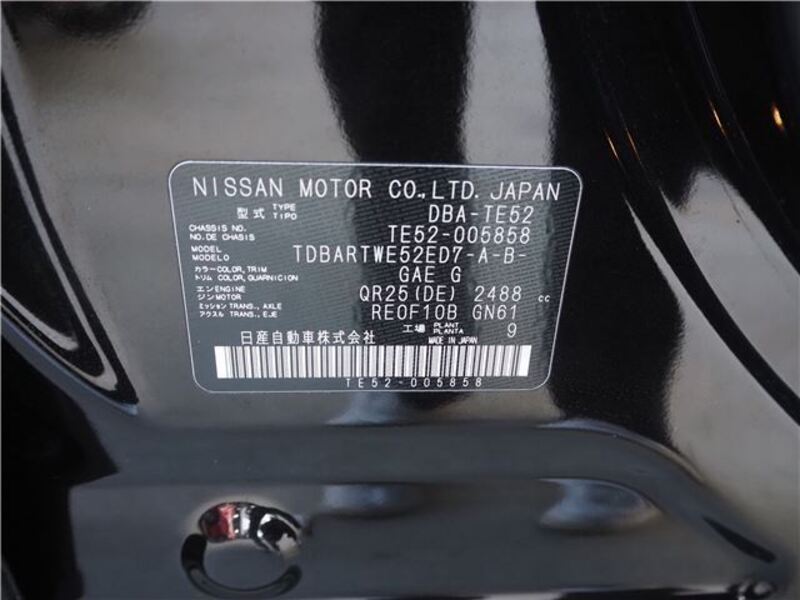 NISSAN MOTOR CO.,LTD. JAPAN
型式 TYPE TIPO DBA-TE52
CHASSIS NO. NO. DE CHASIS TE52-005858
MODEL MODELO TDBARTWE52ED7-A-B-
カラー COLOR, TRIM トリム COLOR, GUARNICION GAE G
エンジン ENGINE MOTOR QR25(DE) 2488 cc
ミッション TRANS., AXLE アクスル TRANS., EJE RE0F10B GN61
工場 PLANT PLANTA 9
日産自動車株式会社 MADE IN JAPAN
TE52-005858